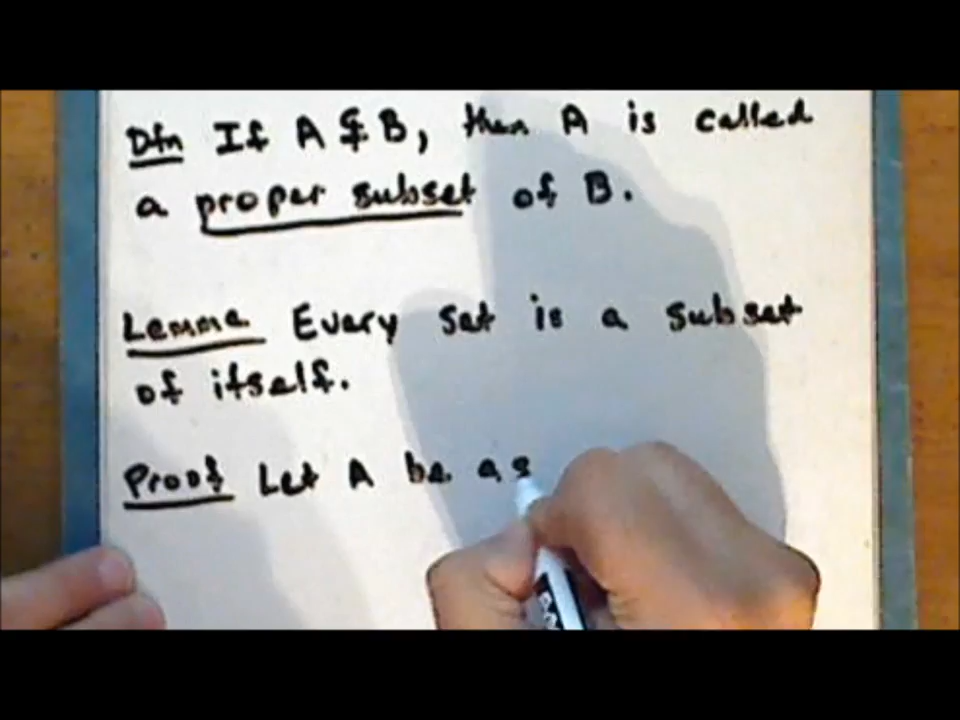 Dfn If A ⊊ B, then A is called
a proper subset of B.
Lemma Every set is a subset
of itself.
Proof Let A be a s